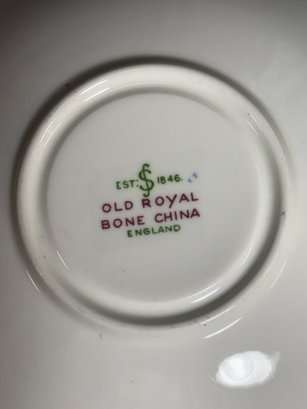 EST: S 1846.
OLD ROYAL
BONE CHINA
ENGLAND